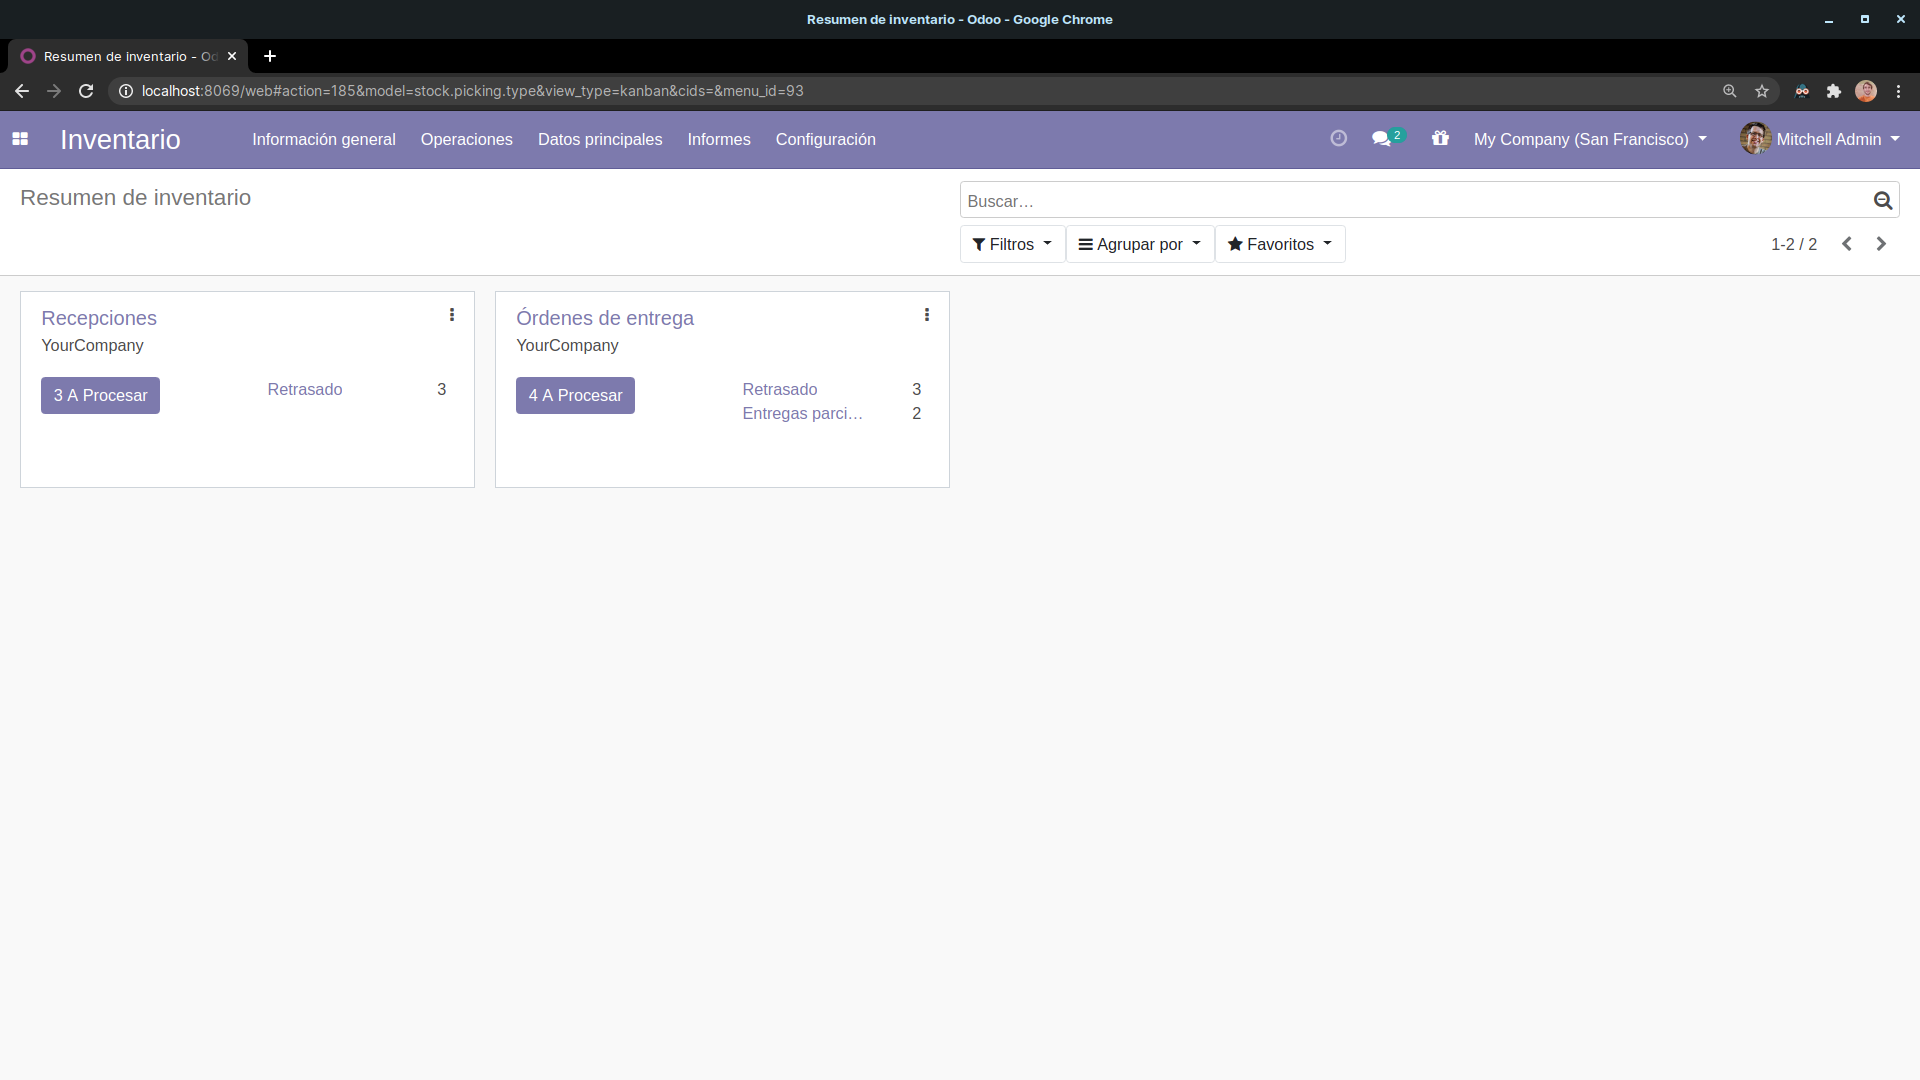 Resumen de inventario - Odoo - Google Chrome
Resumen de inventario - Od
localhost:8069/web#action=185&model=stock.picking.type&view_type=kanban&cids=&menu_id=93
Inventario Información general Operaciones Datos principales Informes Configuración 2 My Company (San Francisco) Mitchell Admin
Resumen de inventario
Buscar...
Filtros Agrupar por Favoritos 1-2 / 2
Recepciones
YourCompany
3 A Procesar Retrasado 3
Órdenes de entrega
YourCompany
4 A Procesar Retrasado 3
Entregas parci... 2